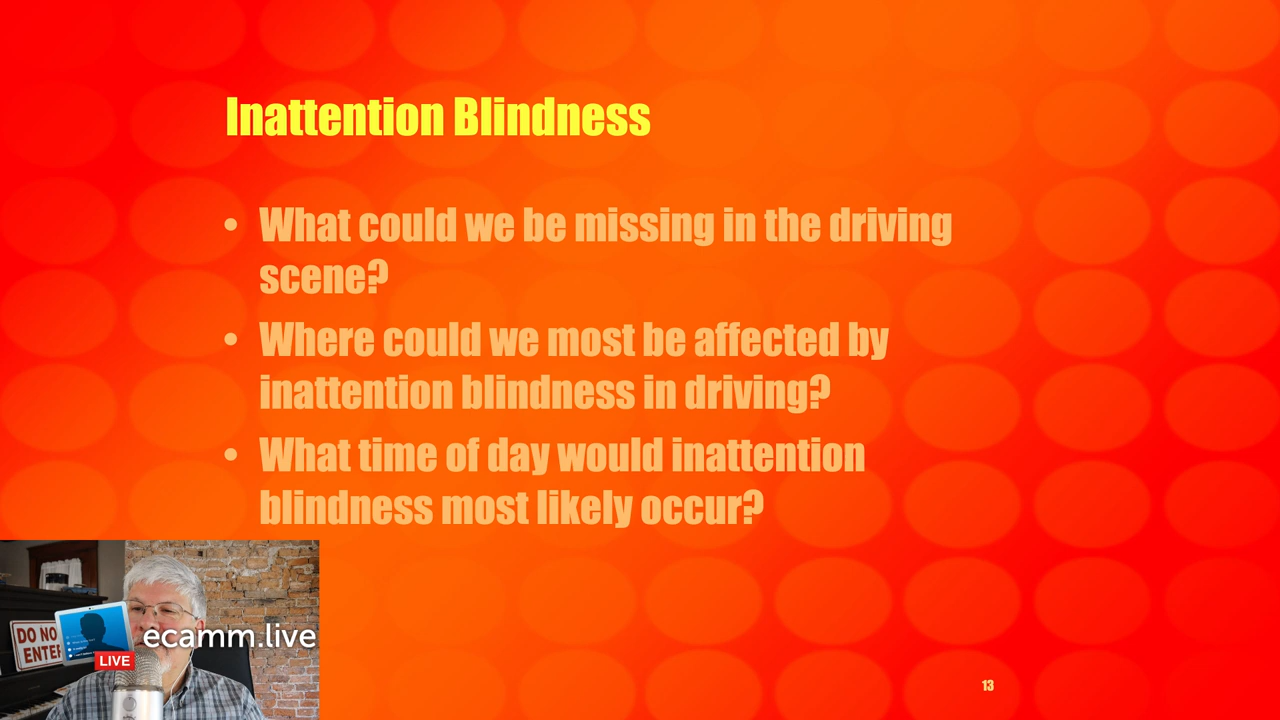 Inattention Blindness
• What could we be missing in the driving
scene?
• Where could we most be affected by
inattention blindness in driving?
• What time of day would inattention
blindness most likely occur?
DO NO
ENTE
ecamm.live
LIVE
13